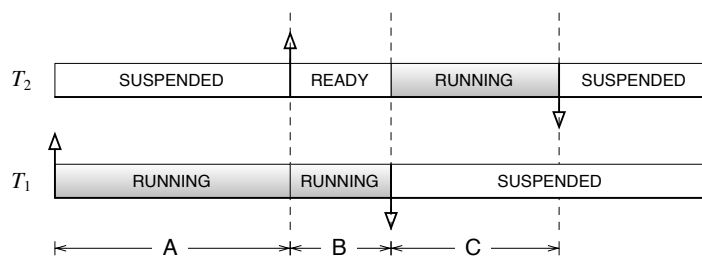 T2 SUSPENDED READY RUNNING SUSPENDED
T1 RUNNING RUNNING SUSPENDED
A B C